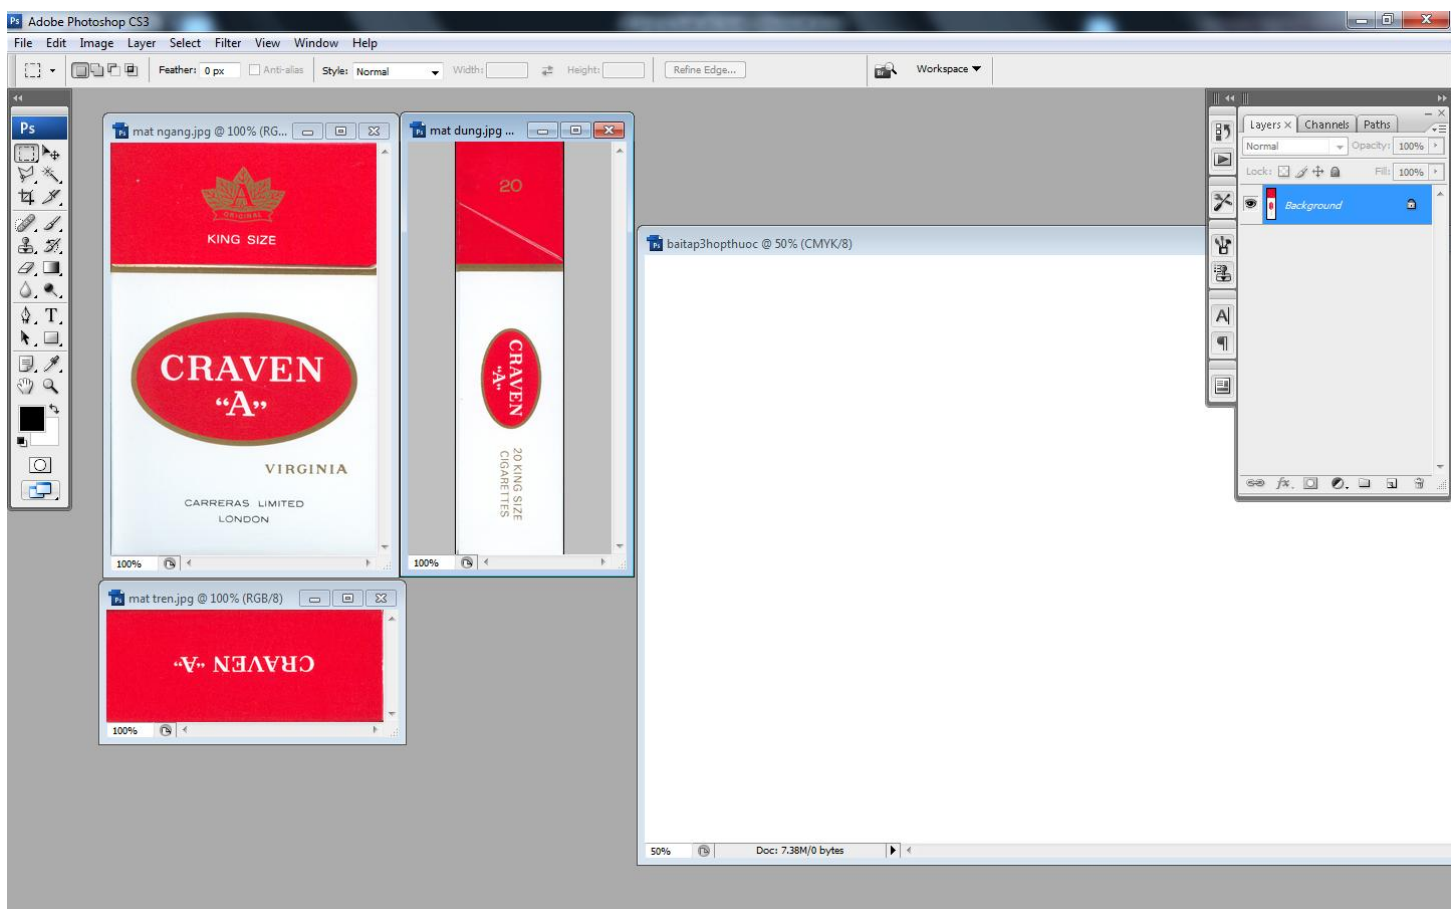 Ps Adobe Photoshop CS3
File Edit Image Layer Select Filter View Window Help
Feather: 0 px Anti-alias Style: Normal Width: Height: Refine Edge... Workspace
Ps
mat ngang.jpg @ 100% (RG...
ORIGINAL
KING SIZE
CRAVEN
“A”
VIRGINIA
CARRERAS LIMITED
LONDON
100%
mat dung.jpg ...
20
CRAVEN
“A”
20 KING SIZE
CIGARETTES
100%
mat tren.jpg @ 100% (RGB/8)
CRAVEN “A”
100%
baitap3hopthuoc @ 50% (CMYK/8)
50% Doc: 7.38M/0 bytes
Layers Channels Paths
Normal Opacity: 100%
Lock: Fill: 100%
Background